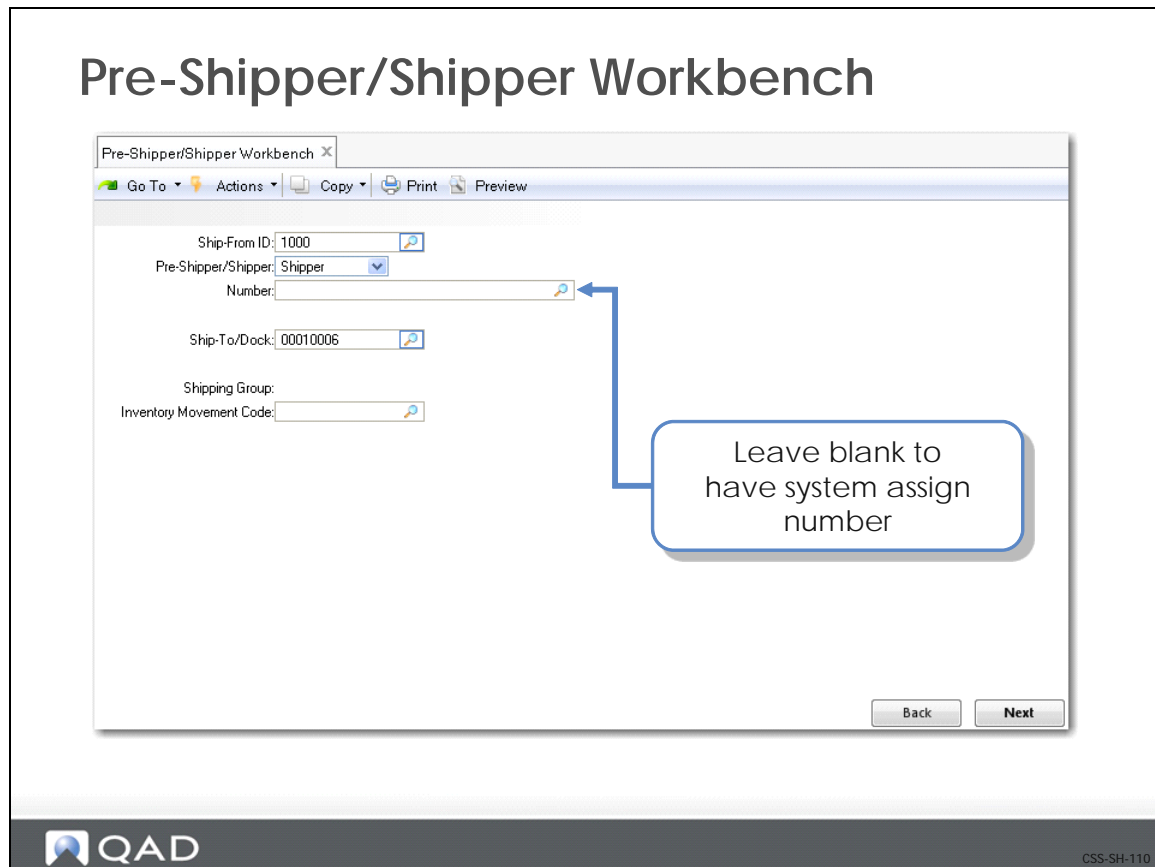 Pre-Shipper/Shipper Workbench
Pre-Shipper/Shipper Workbench
Go To Actions Copy Print Preview
Ship-From ID: 1000
Pre-Shipper/Shipper: Shipper
Number:
Ship-To/Dock: 00010006
Shipping Group:
Inventory Movement Code:
Leave blank to
have system assign
number
Back Next
QAD
CSS-SH-110